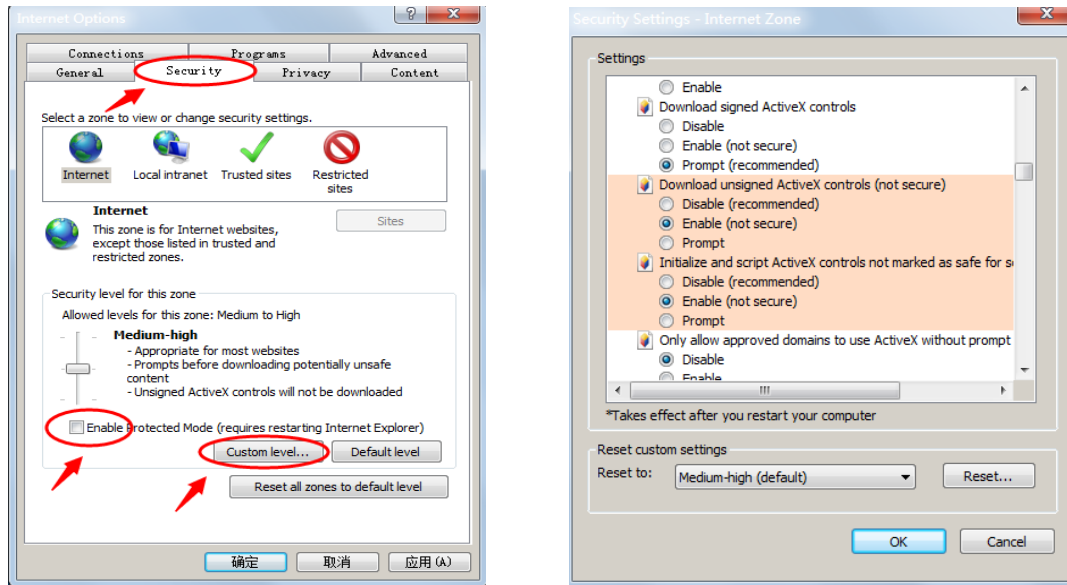 Internet Options
Connections Programs Advanced
General Security Privacy Content
Select a zone to view or change security settings.
Internet Local intranet Trusted sites Restricted
sites
Internet
This zone is for Internet websites,
except those listed in trusted and
restricted zones.
Sites
Security level for this zone
Allowed levels for this zone: Medium to High
Medium-high
- Appropriate for most websites
- Prompts before downloading potentially unsafe
content
- Unsigned ActiveX controls will not be downloaded
Enable Protected Mode (requires restarting Internet Explorer)
Custom level... Default level
Reset all zones to default level
确定 取消 应用(A)
Security Settings - Internet Zone
Settings
Enable
Download signed ActiveX controls
Disable
Enable (not secure)
Prompt (recommended)
Download unsigned ActiveX controls (not secure)
Disable (recommended)
Enable (not secure)
Prompt
Initialize and script ActiveX controls not marked as safe for s
Disable (recommended)
Enable (not secure)
Prompt
Only allow approved domains to use ActiveX without prompt
Disable
Enable
*Takes effect after you restart your computer
Reset custom settings
Reset to: Medium-high (default) Reset...
OK Cancel